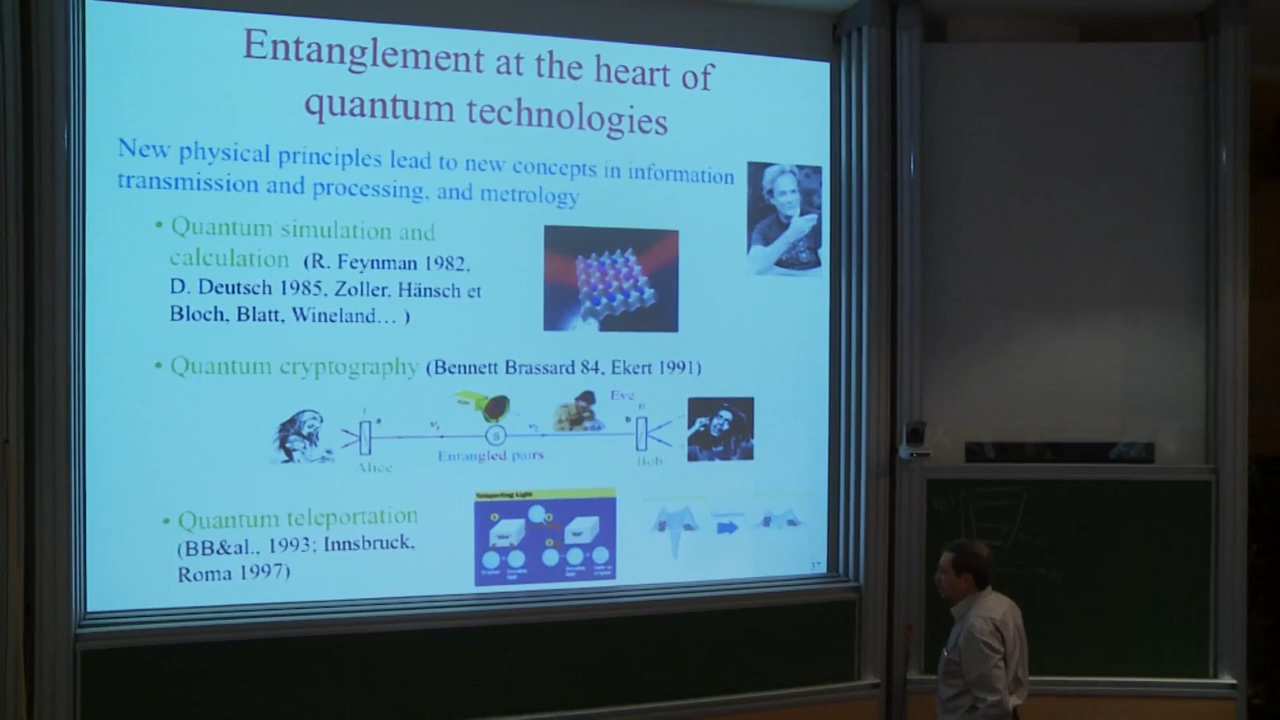 Entanglement at the heart of
quantum technologies
New physical principles lead to new concepts in information
transmission and processing, and metrology
• Quantum simulation and
calculation (R. Feynman 1982,
D. Deutsch 1985, Zoller, Hänsch et
Bloch, Blatt, Wineland… )
• Quantum cryptography (Bennett Brassard 84, Ekert 1991)
Eve
I
II
a
b
S
Entangled pairs
Alice
Bob
• Quantum teleportation
(BB&al., 1993; Innsbruck,
Roma 1997)
Teleporting Light
37